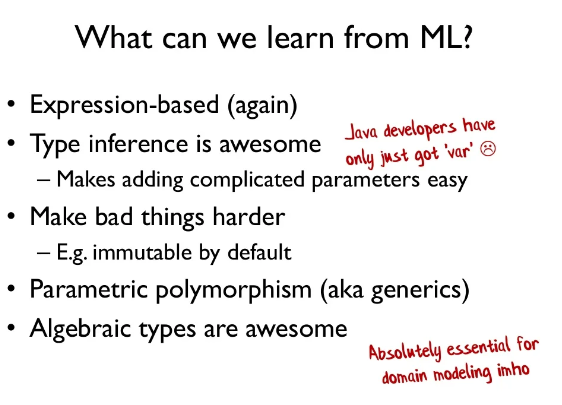 What can we learn from ML?
• Expression-based (again)
• Type inference is awesome
Java developers have
only just got 'var' ☹
– Makes adding complicated parameters easy
• Make bad things harder
– E.g. immutable by default
• Parametric polymorphism (aka generics)
• Algebraic types are awesome
Absolutely essential for
domain modeling imho